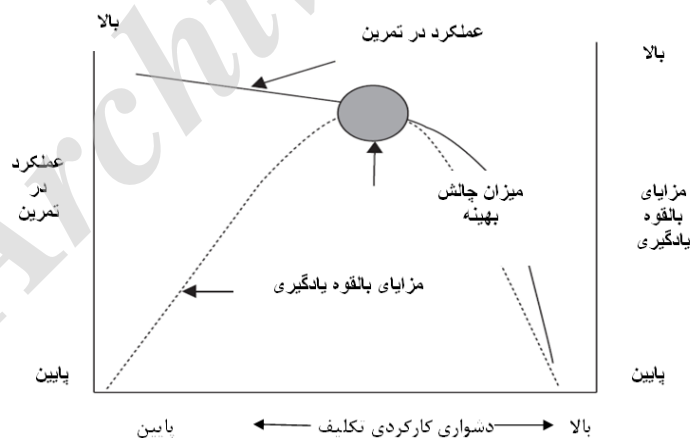 عملکرد در تمرین
بالا
بالا
عملکرد
در
تمرین
میزان چالش
بهینه
مزایای
بالقوه
یادگیری
مزایای بالقوه یادگیری
پایین
پایین
پایین
دشواری کارکردی تکلیف
بالا
Archiv